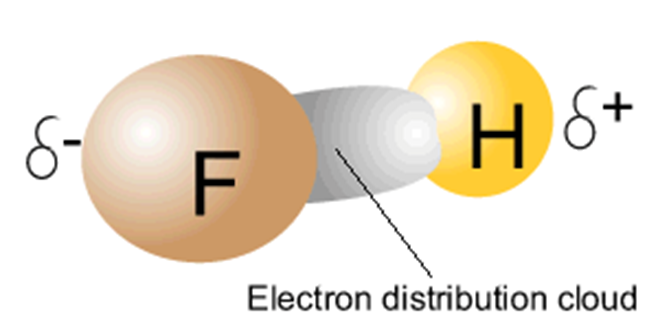 δ-
F
H
δ+
Electron distribution cloud